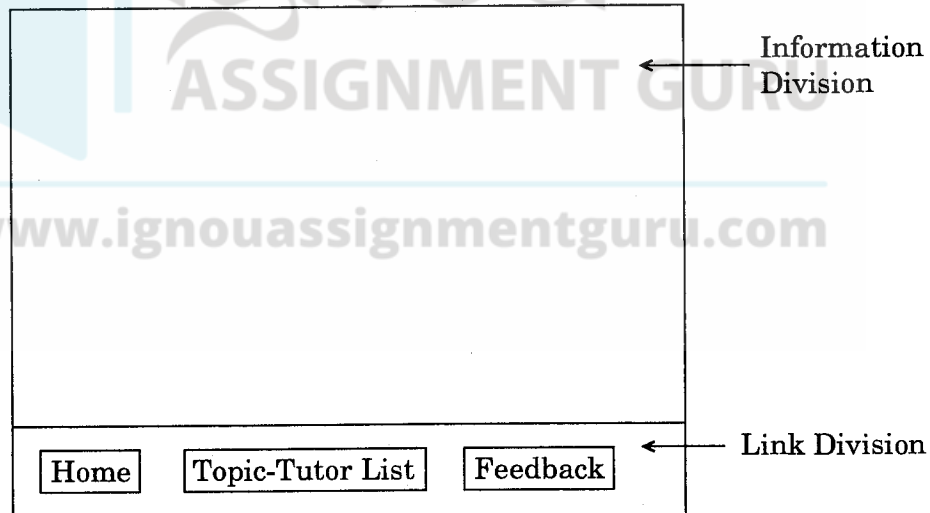 Information
Division
ASSIGNMENT GURU
www.ignouassignmentguru.com
Link Division
Home
Topic-Tutor List
Feedback